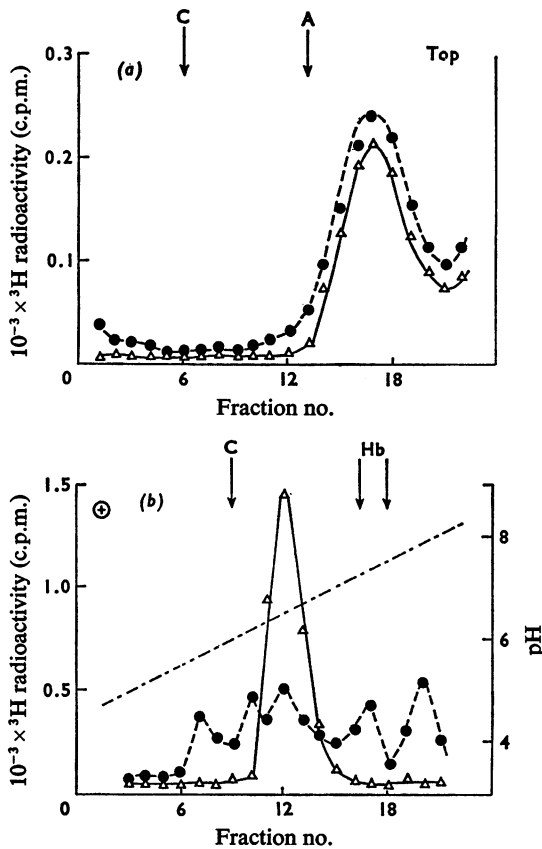 C A
0.3 (a) Top
0.2
0.1
0 6 12 18
10⁻³ × ³H radioactivity (c.p.m.)
Fraction no.
C Hb
1.5 (b) 8
1.0 6
0.5 4
0 6 12 18
10⁻³ × ³H radioactivity (c.p.m.)
pH
Fraction no.